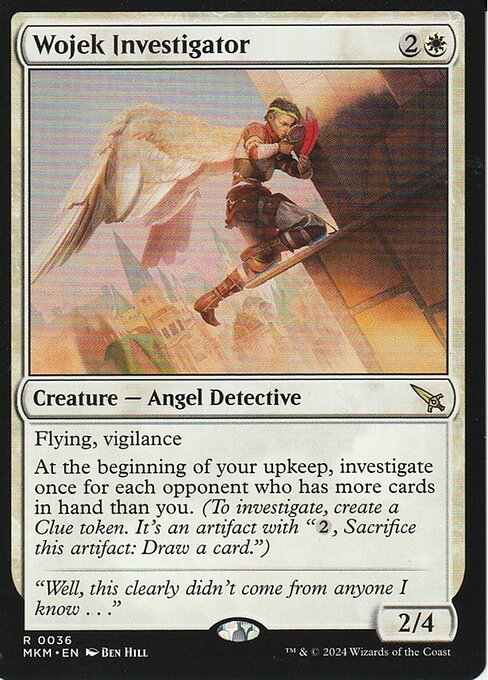 Wojek Investigator 2
Creature — Angel Detective
Flying, vigilance
At the beginning of your upkeep, investigate
once for each opponent who has more cards
in hand than you. (To investigate, create a
Clue token. It's an artifact with “2, Sacrifice
this artifact: Draw a card.”)
“Well, this clearly didn't come from anyone I
know . . .”
2/4
R 0036
MKM • EN BEN HILL
™ & © 2024 Wizards of the Coast